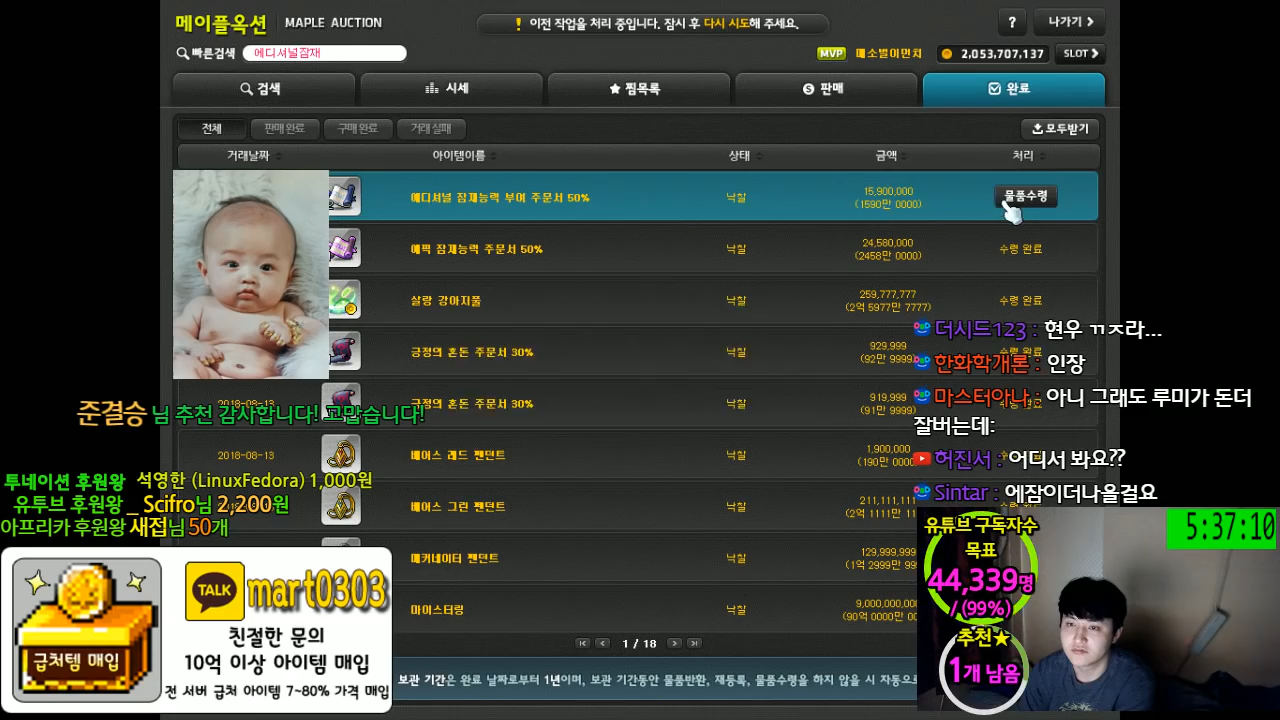 메이플옥션 MAPLE AUCTION
! 이전 작업을 처리 중입니다. 잠시 후 다시 시도해 주세요.
? 나가기
빠른검색 에디셔널잠재
MVP 메소벌이먼치 2,053,707,137 SLOT
검색 시세 찜목록 판매 완료
전체 판매 완료 구매 완료 거래 실패 모두받기
거래날짜 아이템이름 상태 금액 처리
에디셔널 잠재능력 부여 주문서 50% 낙찰 15,900,000 (1590만 0000) 물품수령
에픽 잠재능력 주문서 50% 낙찰 24,580,000 (2458만 0000) 수령 완료
살랑 강아지풀 낙찰 259,777,777 (2억 5977만 7777) 수령 완료
긍정의 혼돈 주문서 30% 낙찰 929,999 (92만 9999)
2018-08-13 긍정의 혼돈 주문서 30% 낙찰 919,999 (91만 9999)
2018-08-13 베이스 레드 펜던트 낙찰 1,900,000 (190만 0000
베이스 그린 펜던트 낙찰 211,111,11 (2억 1111만 11
매커네이터 펜던트 낙찰 129,999,999 (1억 2999만 99
마이스터링 낙찰 9,000,000,00 (90억 0000만 00
1 / 18
보관 기간은 완료 날짜로부터 1년이며, 보관 기간동안 물품반환, 재등록, 물품수령을 하지 않을 시 자동으
더시드123 : 현우 ㄲㅈ라...
한화학개론 : 인장
마스터아나 : 아니 그래도 루미가 돈더
잘버는데:
허진서 : 어디서 봐요??
Sintar : 에잠이더나올걸요
준결승 님 추천 감사합니다! 고맙습니다!
투네이션 후원왕 석영한 (LinuxFedora) 1,000원
유투브 후원왕 _ Scifro님 2,200원
아프리카 후원왕 새접님 50개
급처템 매입
TALK mart0303
친절한 문의
10억 이상 아이템 매입
전 서버 급처 아이템 7~80% 가격 매입
유튜브 구독자수
목표
44,339명
/ (99%)
추천★
1개 남음
5:37:10